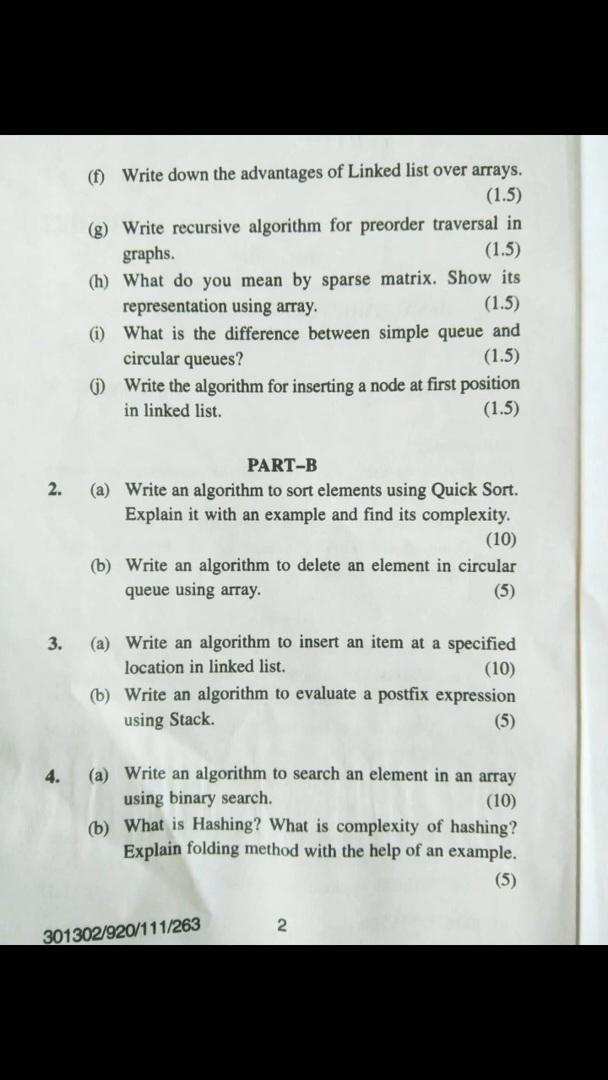 (f) Write down the advantages of Linked list over arrays.
(1.5)
(g) Write recursive algorithm for preorder traversal in
graphs. (1.5)
(h) What do you mean by sparse matrix. Show its
representation using array. (1.5)
(i) What is the difference between simple queue and
circular queues? (1.5)
(j) Write the algorithm for inserting a node at first position
in linked list. (1.5)
PART–B
2. (a) Write an algorithm to sort elements using Quick Sort.
Explain it with an example and find its complexity.
(10)
(b) Write an algorithm to delete an element in circular
queue using array. (5)
3. (a) Write an algorithm to insert an item at a specified
location in linked list. (10)
(b) Write an algorithm to evaluate a postfix expression
using Stack. (5)
4. (a) Write an algorithm to search an element in an array
using binary search. (10)
(b) What is Hashing? What is complexity of hashing?
Explain folding method with the help of an example.
(5)
301302/920/111/263 2